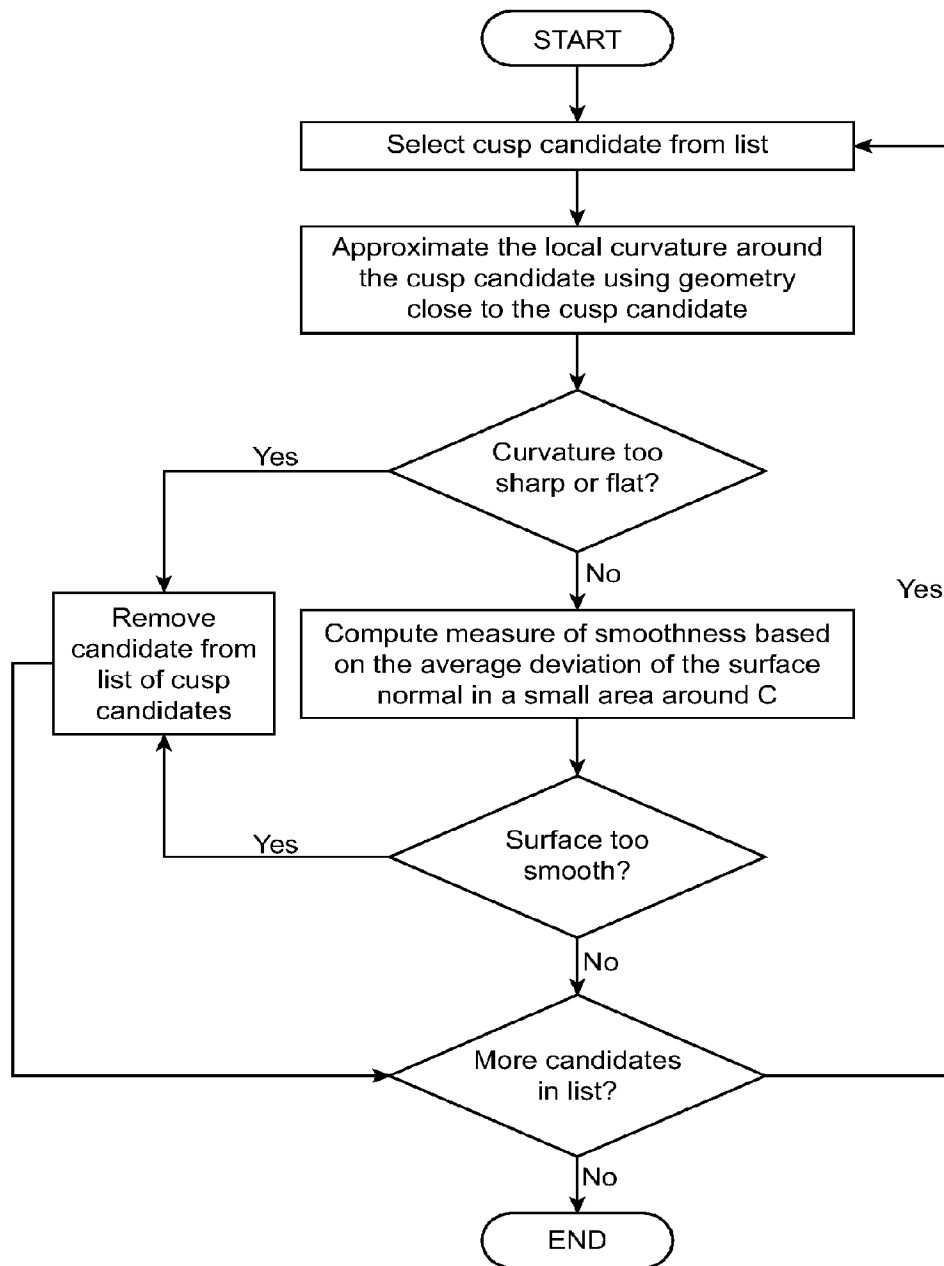 START
Select cusp candidate from list
Approximate the local curvature around
the cusp candidate using geometry
close to the cusp candidate
Curvature too
sharp or flat?
Yes
No
Remove
candidate from
list of cusp
candidates
Compute measure of smoothness based
on the average deviation of the surface
normal in a small area around C
Yes
Surface too
smooth?
Yes
No
More candidates
in list?
No
END